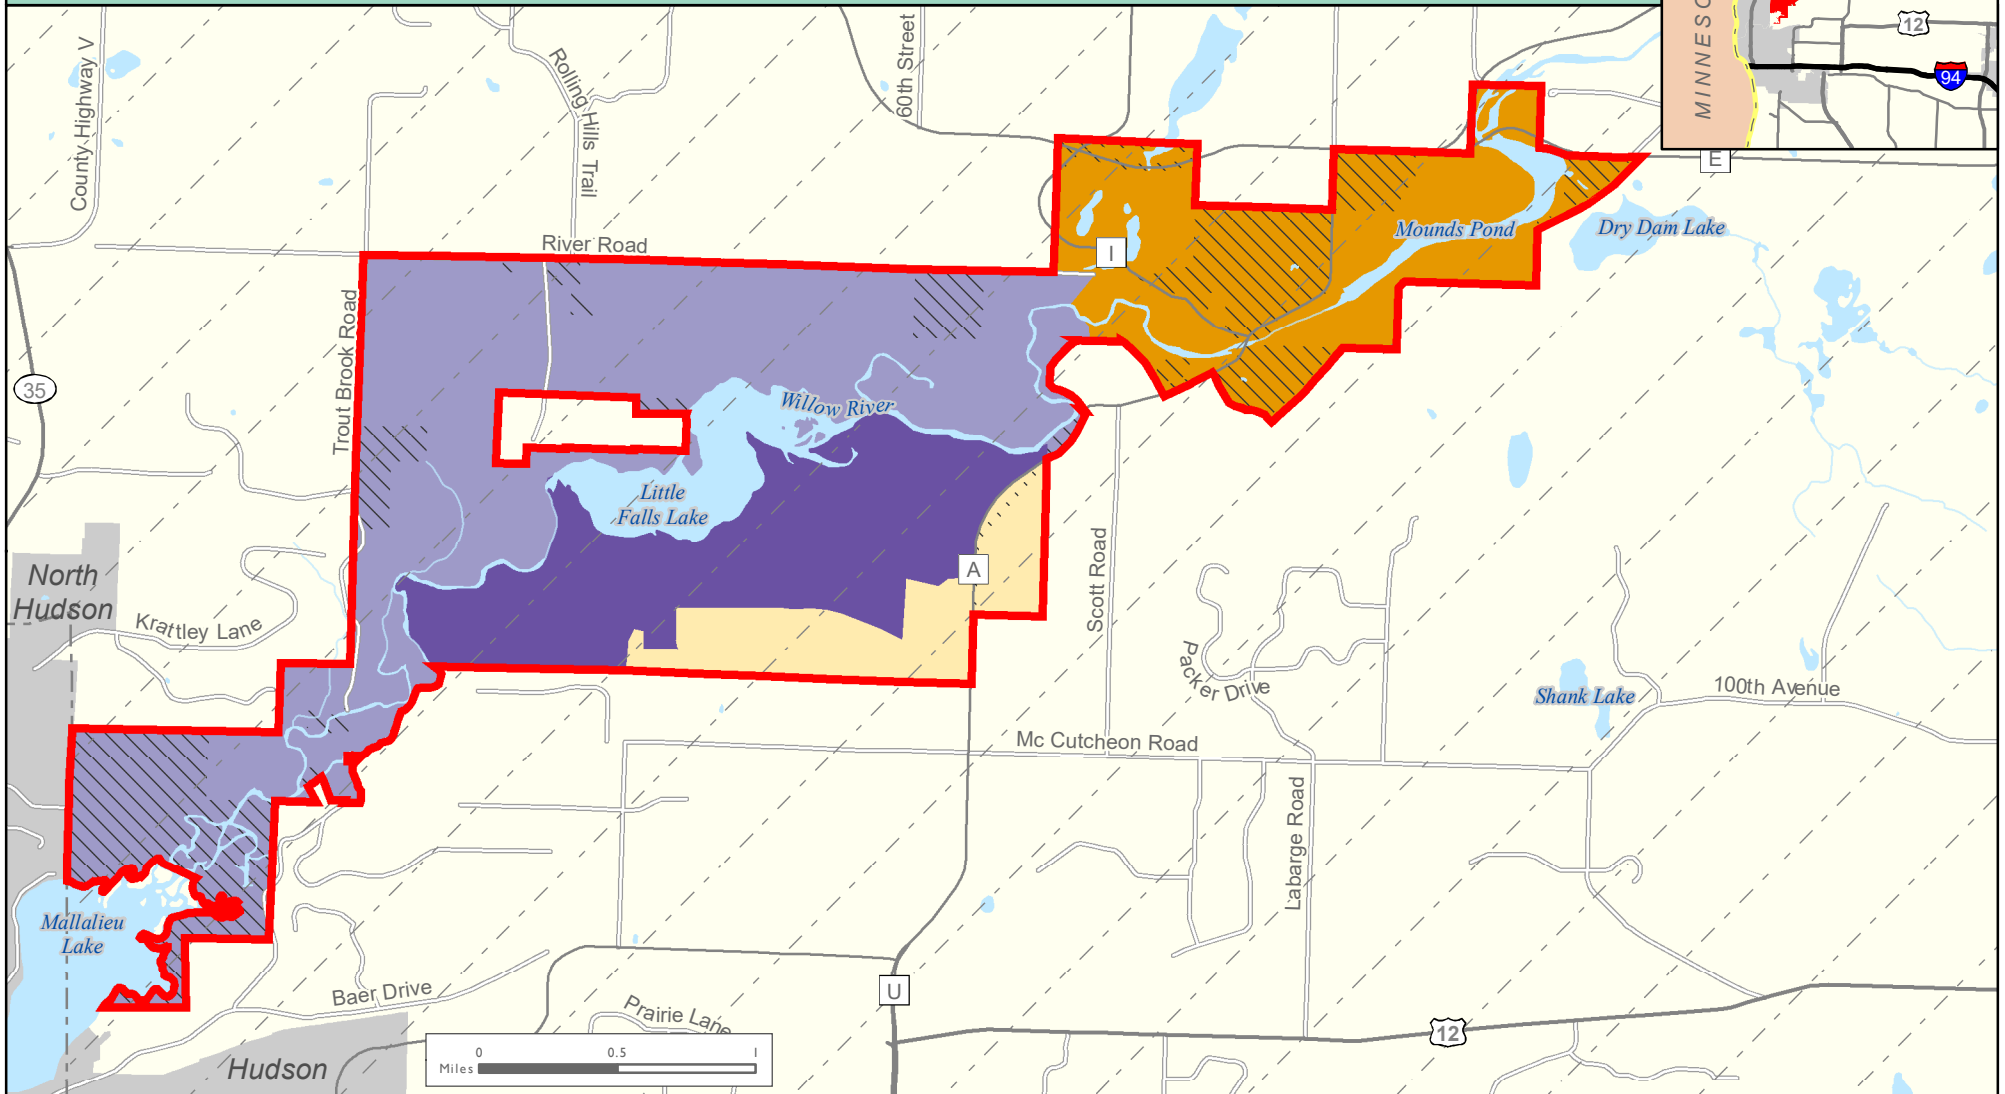 MINNESO
12
94
County Highway V
Rolling Hills Trail
60th Street
E
River Road
I
Mounds Pond
Dry Dam Lake
Trout Brook Road
35
Willow River
Little
Falls Lake
A
Scott Road
North
Hudson
Krattley Lane
Packer Drive
Shank Lake
100th Avenue
Mc Cutcheon Road
Labarge Road
Mallalieu
Lake
Baer Drive
U
Prairie Lane
12
Hudson
0 0.5 1
Miles